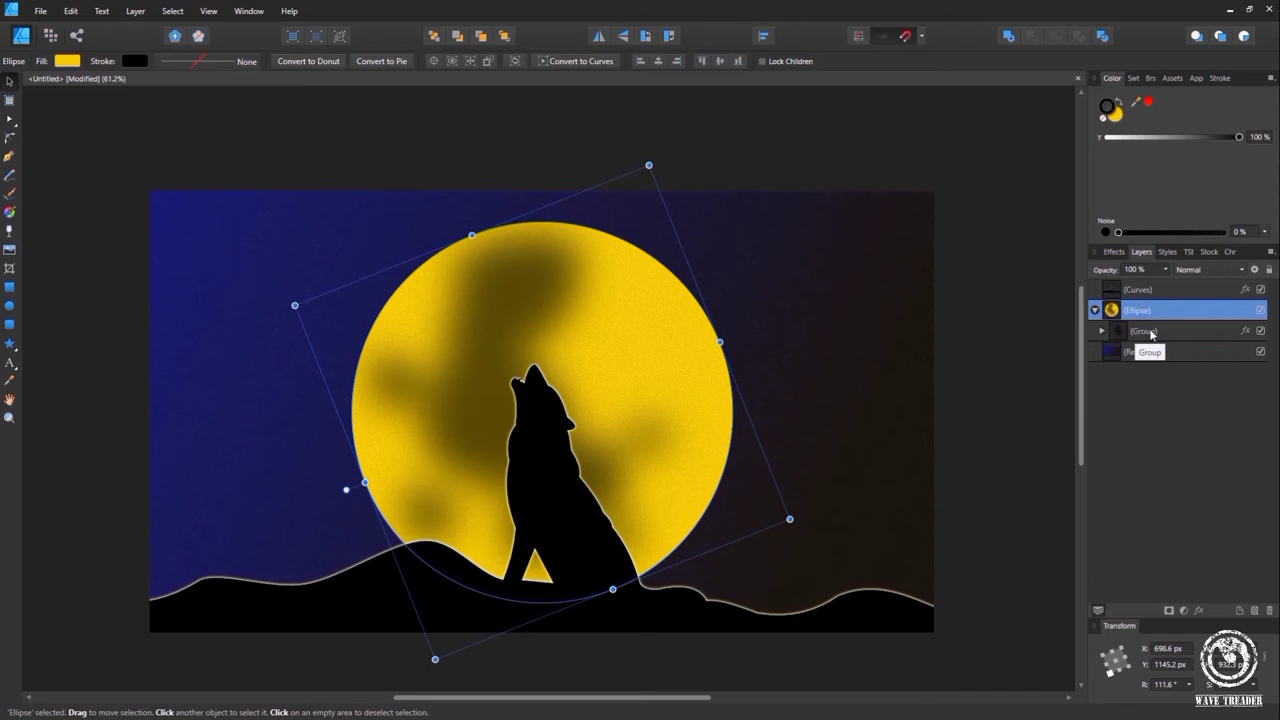 File Edit Text Layer Select View Window Help
Ellipse Fill: Stroke: None Convert to Donut Convert to Pie Convert to Curves Lock Children
<Untitled> [Modified] (61.2%)
Color Swt Brs Assets App Stroke
T 100 %
Noise
0 %
Effects Layers Styles TSt Stock Chr
Opacity: 100 % Normal
(Curves)
(Ellipse)
(Group)
(Re
Group
Transform
X: 698.6 px
Y: 1145.2 px
R: 111.6 °
WAVE TREADER
'Ellipse' selected. Drag to move selection. Click another object to select it. Click on an empty area to deselect selection.